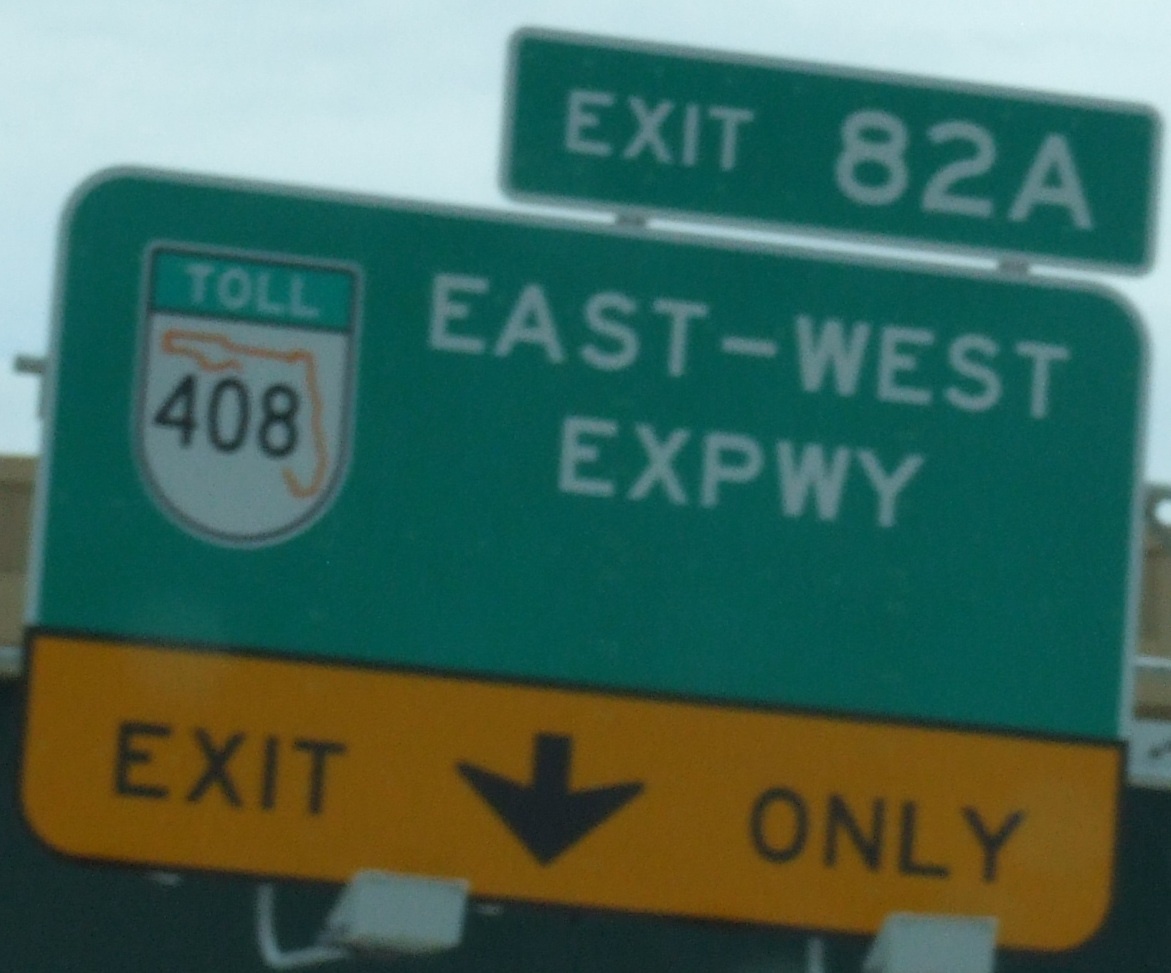 EXIT 82A
TOLL
408
EAST-WEST
EXPWY
EXIT ONLY